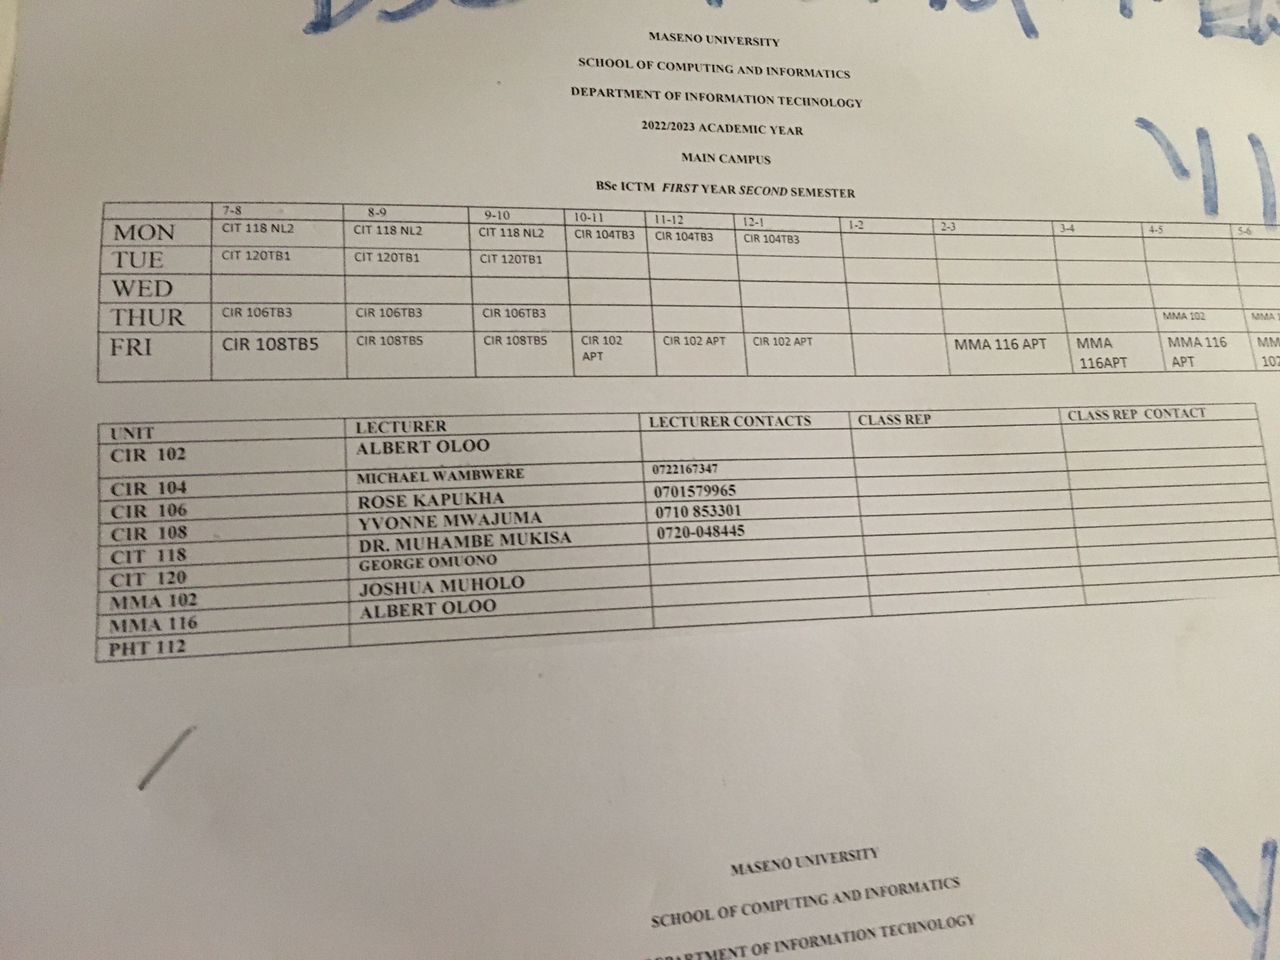 MASENO UNIVERSITY
SCHOOL OF COMPUTING AND INFORMATICS
DEPARTMENT OF INFORMATION TECHNOLOGY
2022/2023 ACADEMIC YEAR
MAIN CAMPUS
BSc ICTM FIRST YEAR SECOND SEMESTER
7-8 8-9 9-10 10-11 11-12 12-1 1-2 2-3 3-4 4-5 5-6
MON CIT 118 NL2 CIT 118 NL2 CIT 118 NL2 CIR 104TB3 CIR 104TB3 CIR 104TB3
TUE CIT 120TB1 CIT 120TB1 CIT 120TB1
WED
THUR CIR 106TB3 CIR 106TB3 CIR 106TB3 MMA 102 MMA
FRI CIR 108TB5 CIR 108TB5 CIR 108TB5 CIR 102 APT CIR 102 APT CIR 102 APT MMA 116 APT MMA 116APT MMA 116 APT
UNIT LECTURER LECTURER CONTACTS CLASS REP CLASS REP CONTACT
CIR 102 ALBERT OLOO
CIR 104 MICHAEL WAMBWERE 0722167347
CIR 106 ROSE KAPUKHA 0701579965
CIR 108 YVONNE MWAJUMA 0710 853301
CIT 118 DR. MUHAMBE MUKISA 0720-048445
CIT 120 GEORGE OMUONO
MMA 102 JOSHUA MUHOLO
MMA 116 ALBERT OLOO
PHT 112
MASENO UNIVERSITY
SCHOOL OF COMPUTING AND INFORMATICS
DEPARTMENT OF INFORMATION TECHNOLOGY